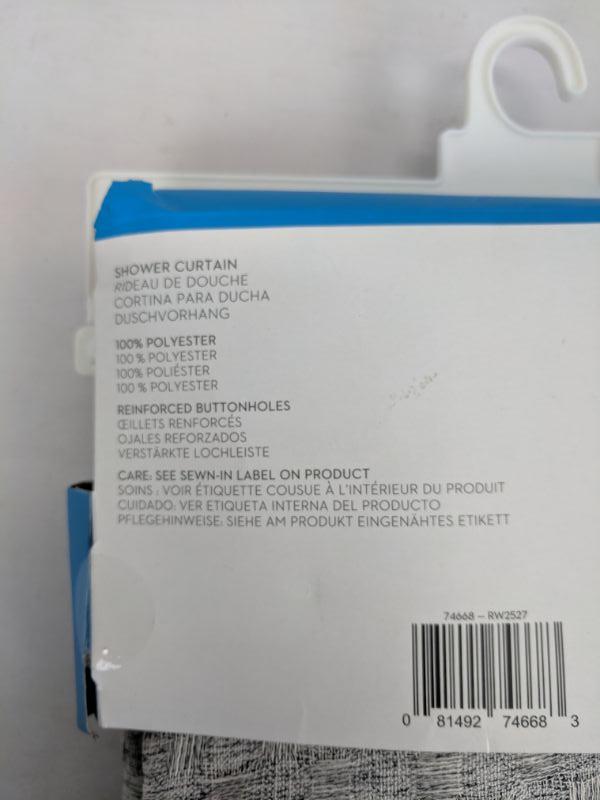 SHOWER CURTAIN
RIDEAU DE DOUCHE
CORTINA PARA DUCHA
DUSCHVORHANG
100% POLYESTER
100 % POLYESTER
100% POLIÉSTER
100 % POLYESTER
REINFORCED BUTTONHOLES
ŒILLETS RENFORCÉS
OJALES REFORZADOS
VERSTÄRKTE LOCHLEISTE
CARE: SEE SEWN-IN LABEL ON PRODUCT
SOINS : VOIR ÉTIQUETTE COUSUE À L'INTÉRIEUR DU PRODUIT
CUIDADO: VER ETIQUETA INTERNA DEL PRODUCTO
PFLEGEHINWEISE: SIEHE AM PRODUKT EINGENÄHTES ETIKETT
74668 – RW2527
0 81492 74668 3